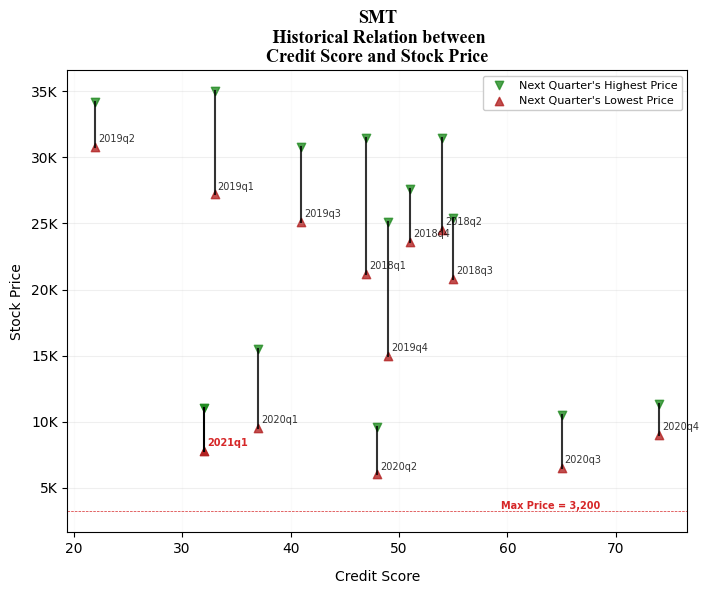 SMT
Historical Relation between
Credit Score and Stock Price
Next Quarter's Highest Price
Next Quarter's Lowest Price
35K
30K
25K
20K
15K
10K
5K
Stock Price
2019q2
2019q1
2019q3
2018q2
2018q4
2018q1
2018q3
2019q4
2020q1
2020q4
2021q1
2020q2
2020q3
Max Price = 3,200
20
30
40
50
60
70
Credit Score